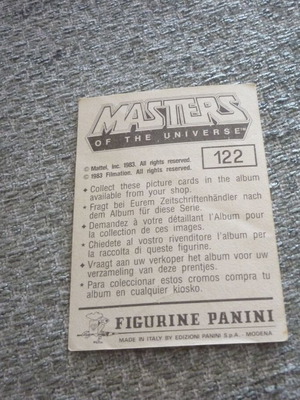 MASTERS
OF THE UNIVERSE™
© Mattel, Inc. 1983. All rights reserved.
© 1983 Filmation. All rights reserved
122
• Collect these picture cards in the album
available from your shop.
• Fragt bei Eurem Zeitschriftenhändler nach
dem Album für diese Serie.
• Demandez à votre détaillant l'Album pour
la collection de ces images.
• Chiedete al vostro rivenditore l'album per
la raccolta di queste figurine.
• Vraagt aan uw verkoper het album voor uw
verzameling van deze prentjes.
• Para coleccionar estos cromos compra tu
album en cualquier kiosko.
FIGURINE PANINI
MADE IN ITALY BY EDIZIONI PANINI S.p.A. - MODENA